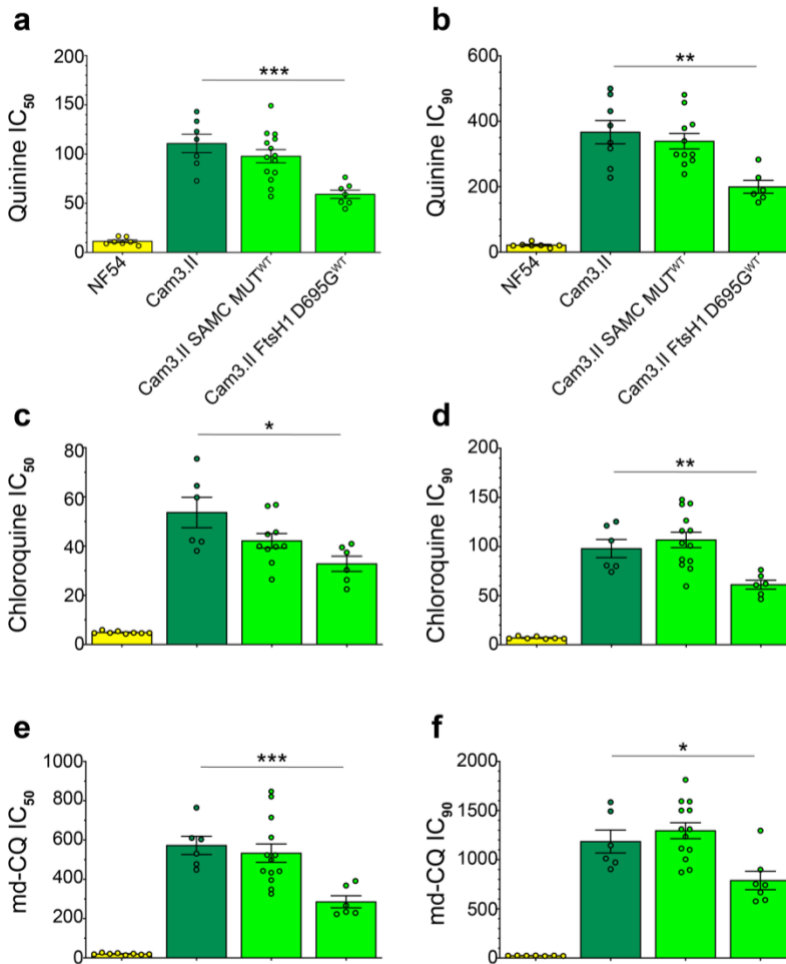 a
Quinine IC50
200
150
100
50
0
***
NF54
Cam3.II
Cam3.II SAMC MUTWT
Cam3.II FtsH1 D695GWT
b
Quinine IC90
600
400
200
0
**
NF54
Cam3.II
Cam3.II SAMC MUTWT
Cam3.II FtsH1 D695GWT
c
Chloroquine IC50
80
60
40
20
0
*
d
Chloroquine IC90
200
150
100
50
0
**
e
md-CQ IC50
1000
800
600
400
200
0
***
f
md-CQ IC90
2000
1500
1000
500
0
*